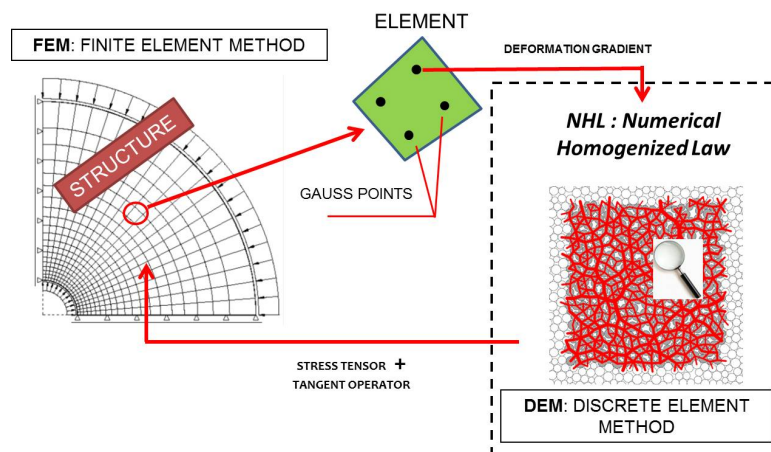 ELEMENT
FEM: FINITE ELEMENT METHOD
DEFORMATION GRADIENT
STRUCTURE
NHL : Numerical
Homogenized Law
GAUSS POINTS
STRESS TENSOR +
TANGENT OPERATOR
DEM: DISCRETE ELEMENT
METHOD